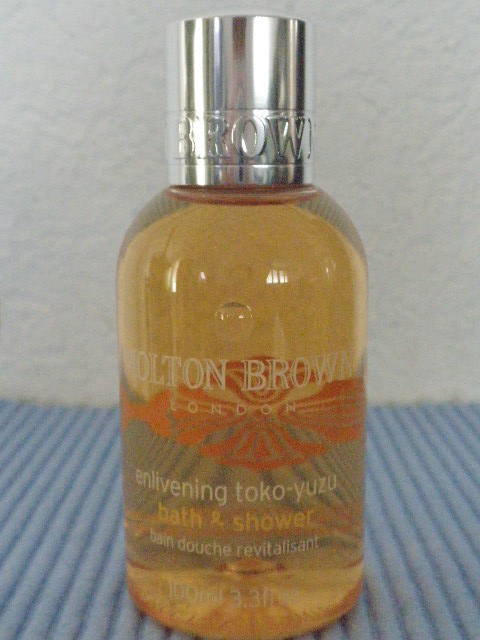 BROWN
MOLTON BROWN
LONDON
enlivening toko-yuzu
bath & shower
bain douche revitalisant
100ml 3.3fl